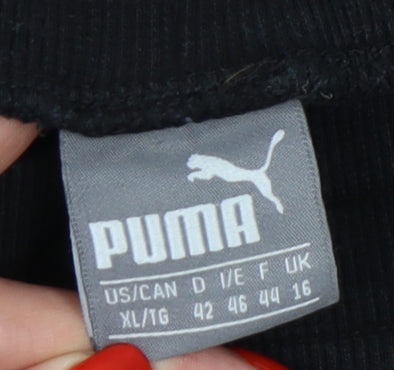 PUMA
US/CAN D I/E F UK
XL/TG 42 46 44 16